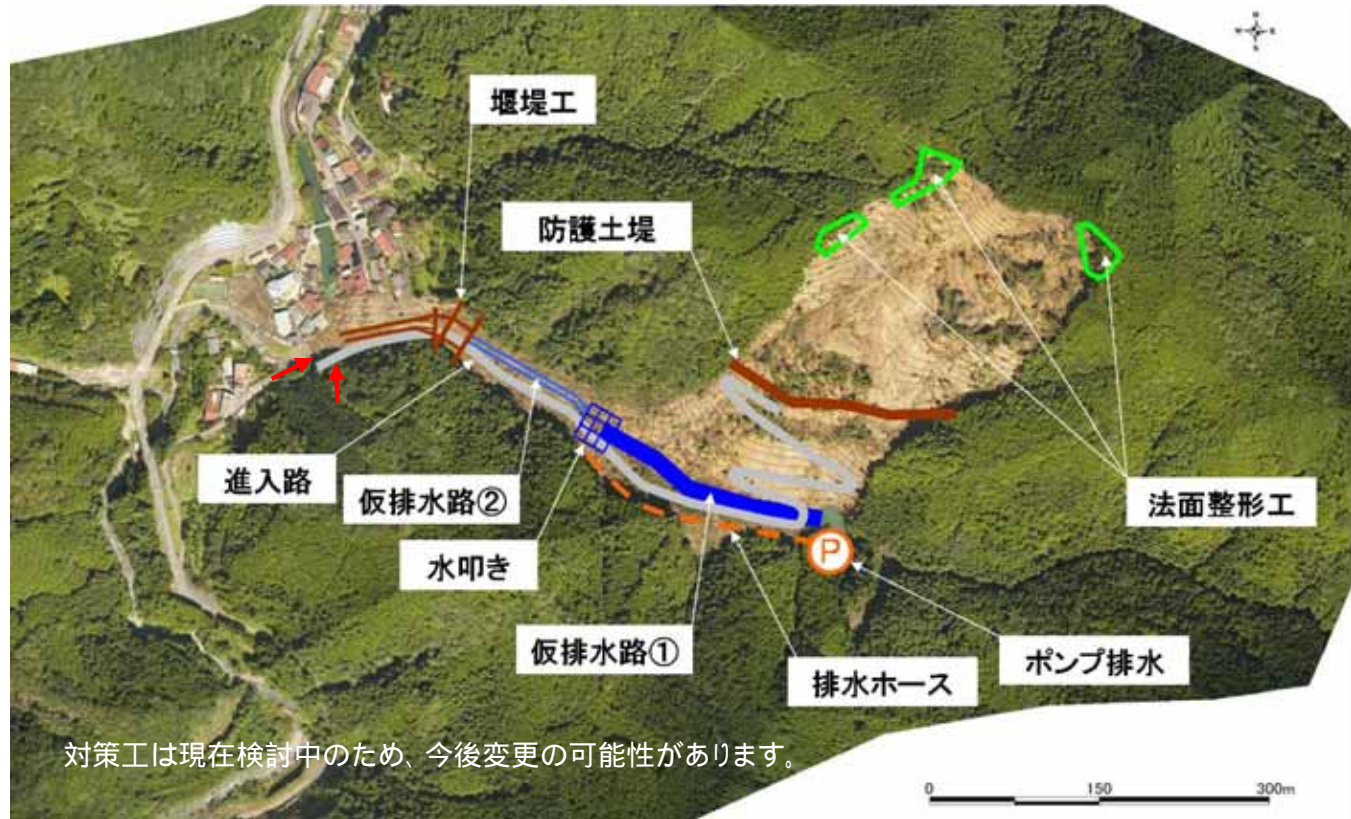 堰堤工
防護土堤
進入路
仮排水路②
水叩き
仮排水路①
排水ホース
ポンプ排水
法面整形工
P
対策工は現在検討中のため、今後変更の可能性があります。
0 150 300m